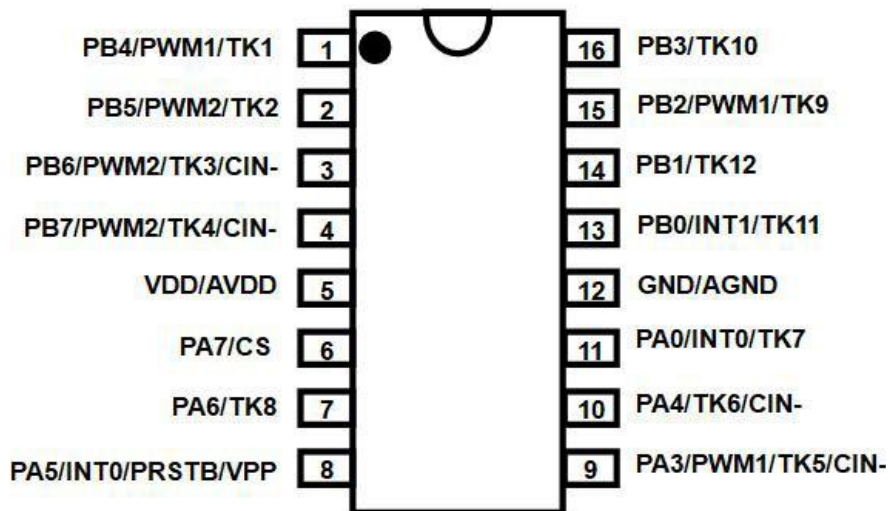 PB4/PWM1/TK1 1 16 PB3/TK10
PB5/PWM2/TK2 2 15 PB2/PWM1/TK9
PB6/PWM2/TK3/CIN- 3 14 PB1/TK12
PB7/PWM2/TK4/CIN- 4 13 PB0/INT1/TK11
VDD/AVDD 5 12 GND/AGND
PA7/CS 6 11 PA0/INT0/TK7
PA6/TK8 7 10 PA4/TK6/CIN-
PA5/INT0/PRSTB/VPP 8 9 PA3/PWM1/TK5/CIN-